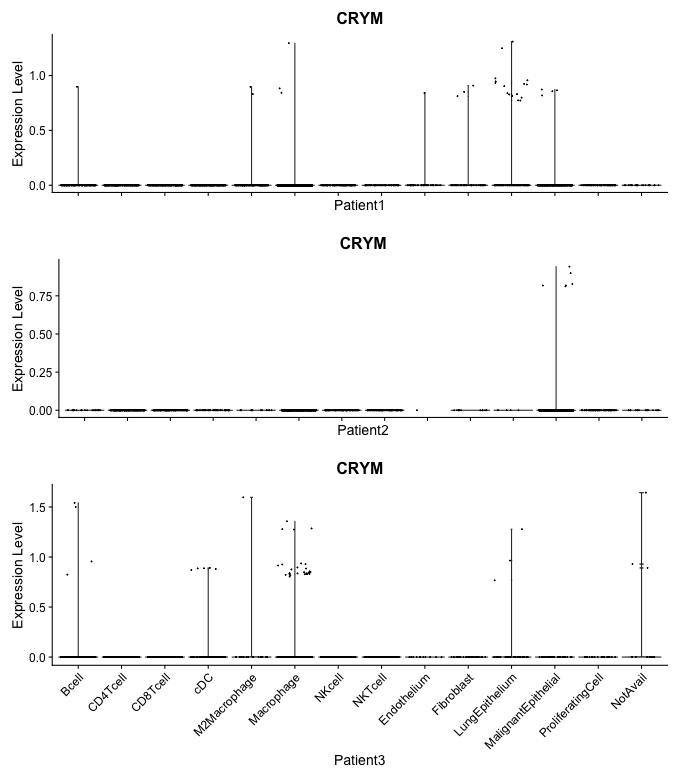 CRYM
Expression Level
1.0
0.5
0.0
Patient1
CRYM
Expression Level
0.75
0.50
0.25
0.00
Patient2
CRYM
Expression Level
1.5
1.0
0.5
0.0
Bcell
CD4Tcell
CD8Tcell
cDC
M2Macrophage
Macrophage
NKcell
NKTcell
Endothelium
Fibroblast
LungEpithelium
MalignantEpithelial
ProliferatingCell
NotAvail
Patient3